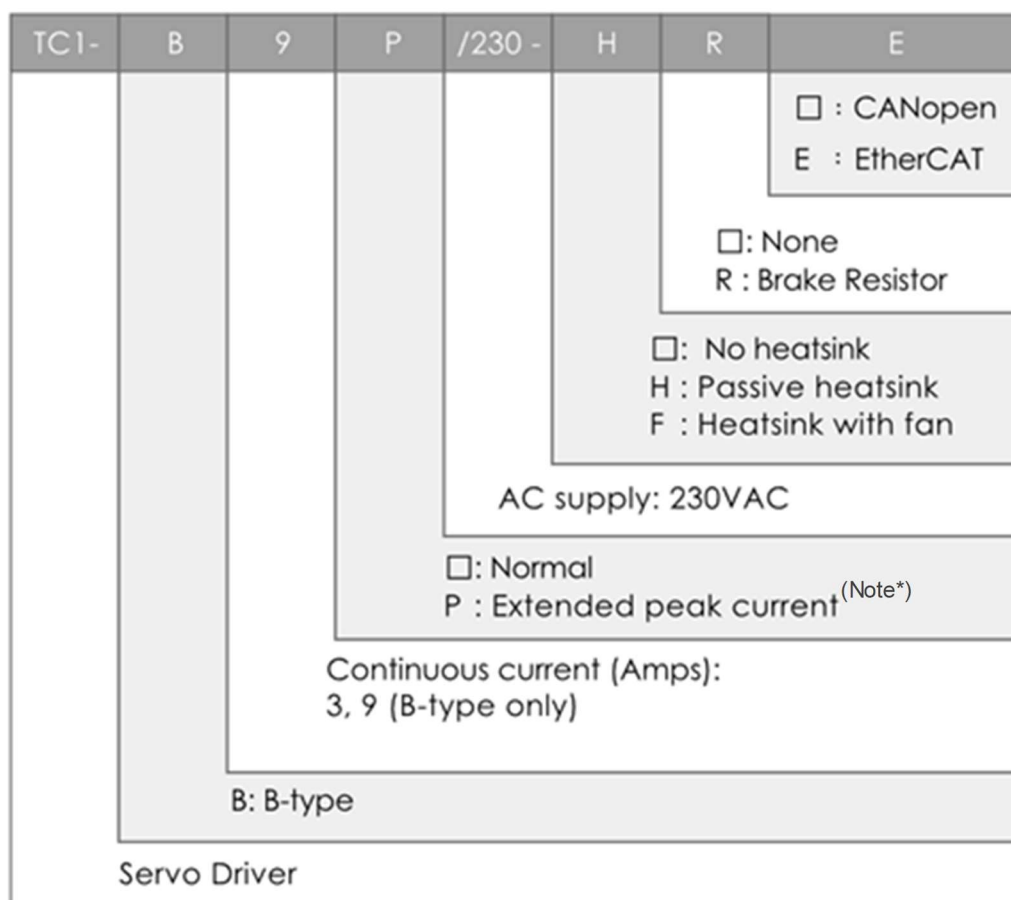 TC1- B 9 P /230 - H R E
□ : CANopen
E : EtherCAT
□: None
R : Brake Resistor
□: No heatsink
H : Passive heatsink
F : Heatsink with fan
AC supply: 230VAC
□: Normal
P : Extended peak current(Note*)
Continuous current (Amps):
3, 9 (B-type only)
B: B-type
Servo Driver